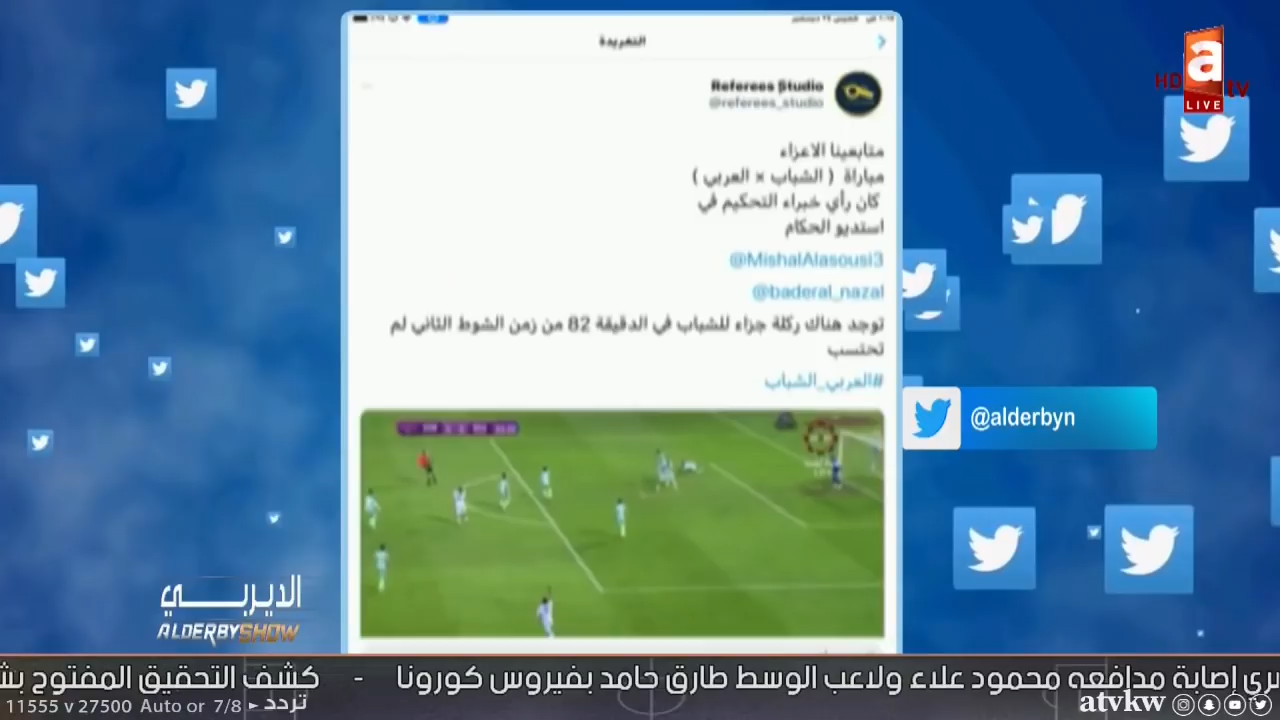 التغريدة
Referees Studio
@referees_studio
HD a tv
LIVE
متابعينا الاعزاء
مباراة ( الشباب × العربي )
كان رأي خبراء التحكيم في
استديو الحكام
@MishalAlasousi3
@baderal_nazal
توجد هناك ركلة جزاء للشباب في الدقيقة 82 من زمن الشوط الثاني لم
تحتسب
#العربي_الشباب
@alderbyn
الديربي
ALDERBYSHOW
إصابة مدافعه محمود علاء ولاعب الوسط طارق حامد بفيروس كورونا - كشف التحقيق المفتوح
تردد ► 11555 v 27500 Auto or 7/8
atvkw